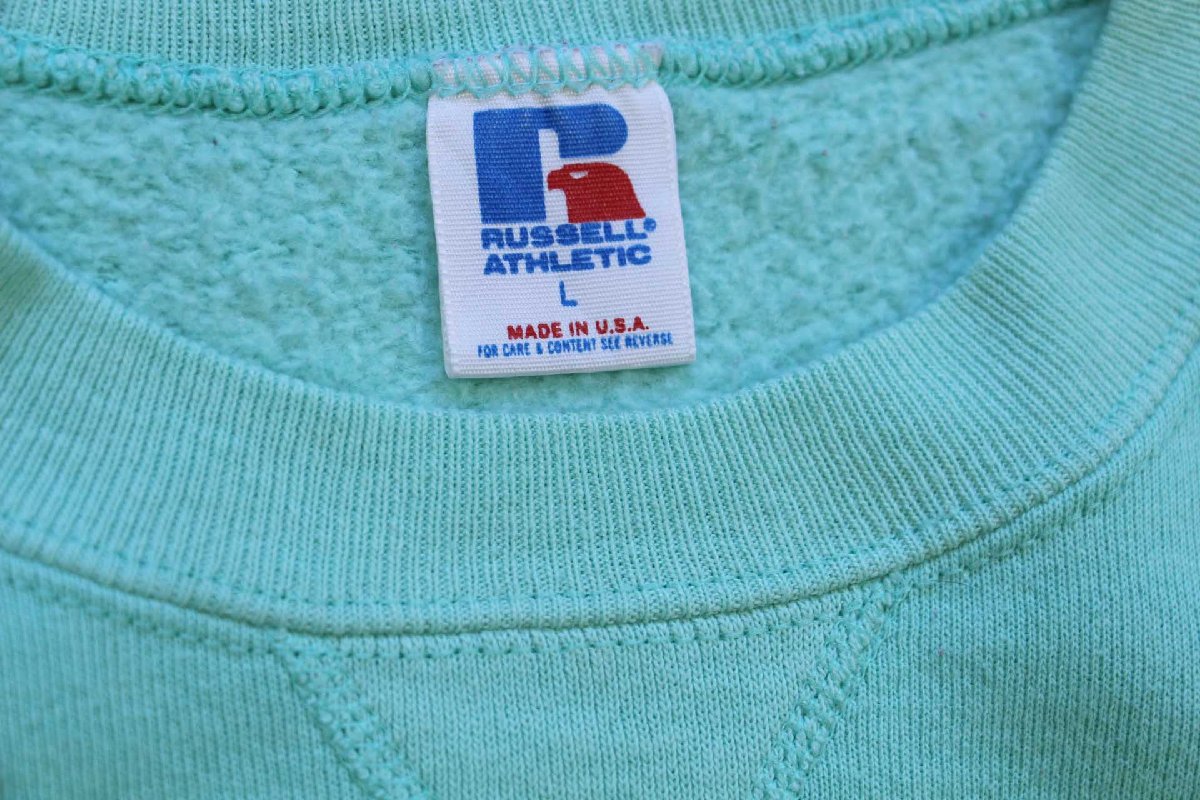 RUSSELL®
ATHLETIC
L
MADE IN U.S.A.
FOR CARE & CONTENT SEE REVERSE